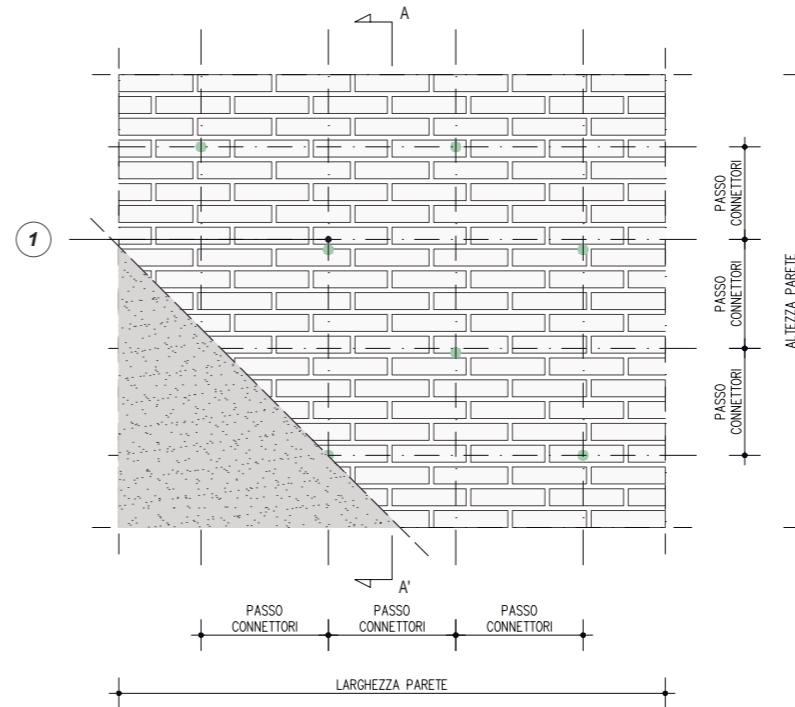 A
1
PASSO
CONNETTORI
PASSO
CONNETTORI
PASSO
CONNETTORI
ALTEZZA PARETE
A'
PASSO
CONNETTORI
PASSO
CONNETTORI
PASSO
CONNETTORI
LARGHEZZA PARETE